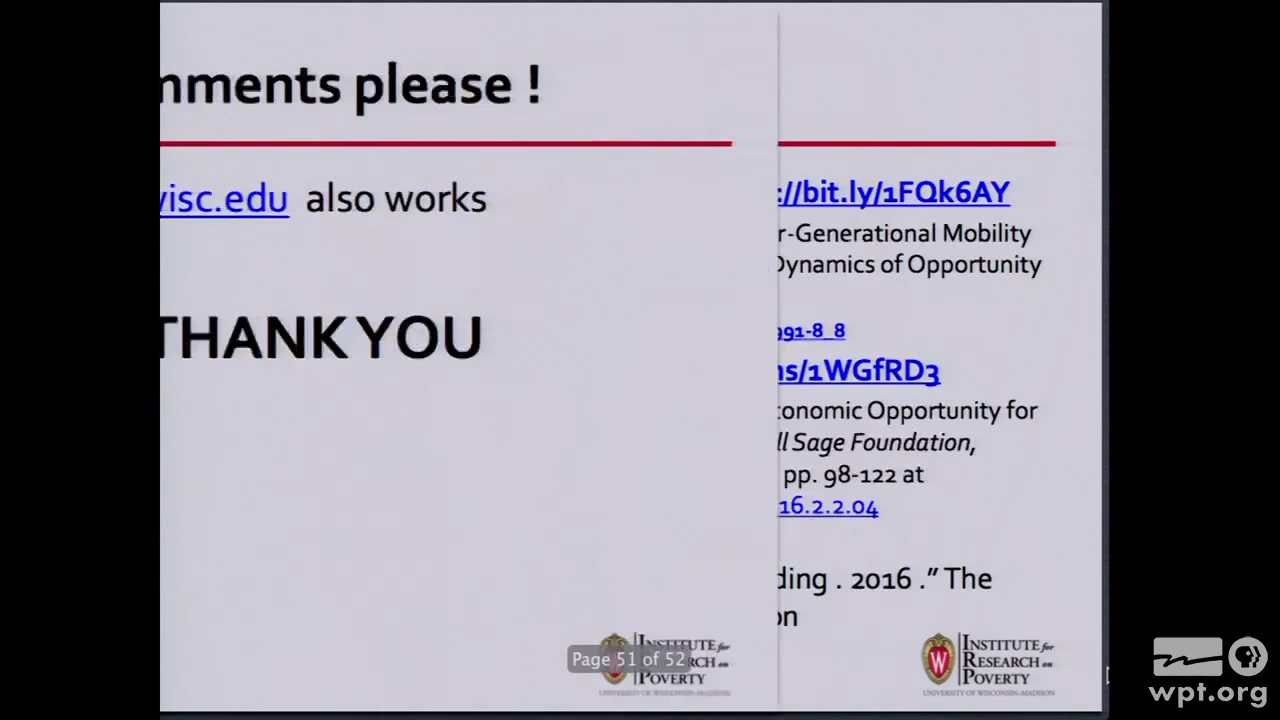 mments please !
wisc.edu also works
THANK YOU
INSTITUTE for
RESEARCH on
POVERTY
UNIVERSITY OF WISCONSIN-MADISON
Page 51 of 52
://bit.ly/1FQk6AY
r-Generational Mobility
Dynamics of Opportunity
991-8_8
ns/1WGfRD3
conomic Opportunity for
ll Sage Foundation,
pp. 98-122 at
16.2.2.04
ding . 2016 .” The
on
W
INSTITUTE for
RESEARCH on
POVERTY
UNIVERSITY OF WISCONSIN-MADISON
wpt.org